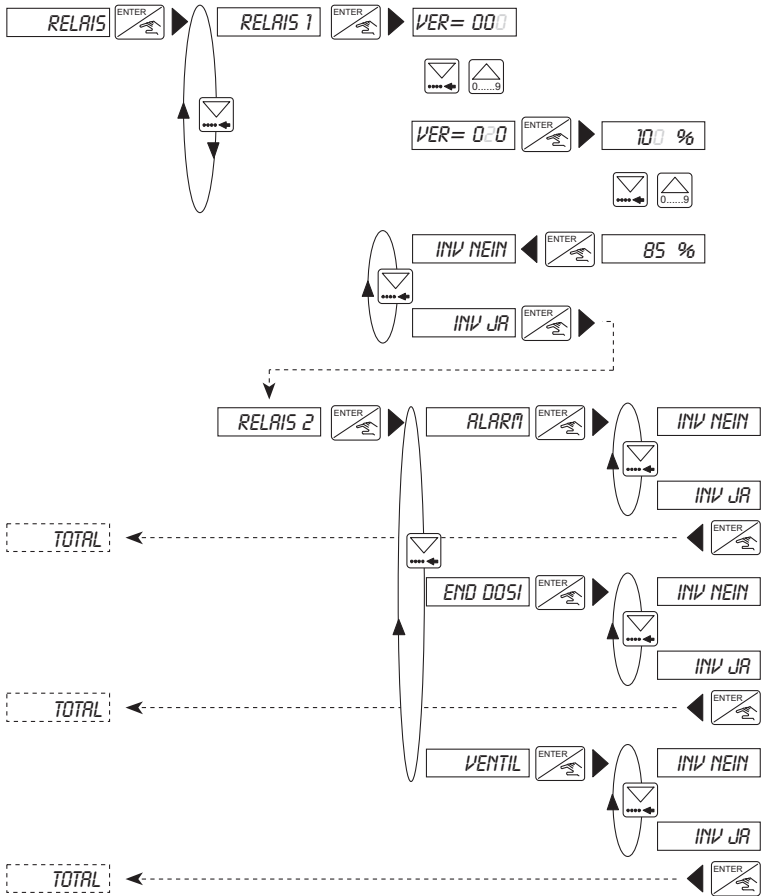 RELAIS ENTER RELAIS 1 ENTER VER= 000
0......9
VER= 020 ENTER 100 %
0......9
INV NEIN ENTER 85 %
INV JA ENTER
RELAIS 2 ENTER ALARM ENTER INV NEIN
INV JA
TOTAL ENTER
END DOSI ENTER INV NEIN
INV JA
TOTAL ENTER
VENTIL ENTER INV NEIN
INV JA
TOTAL ENTER